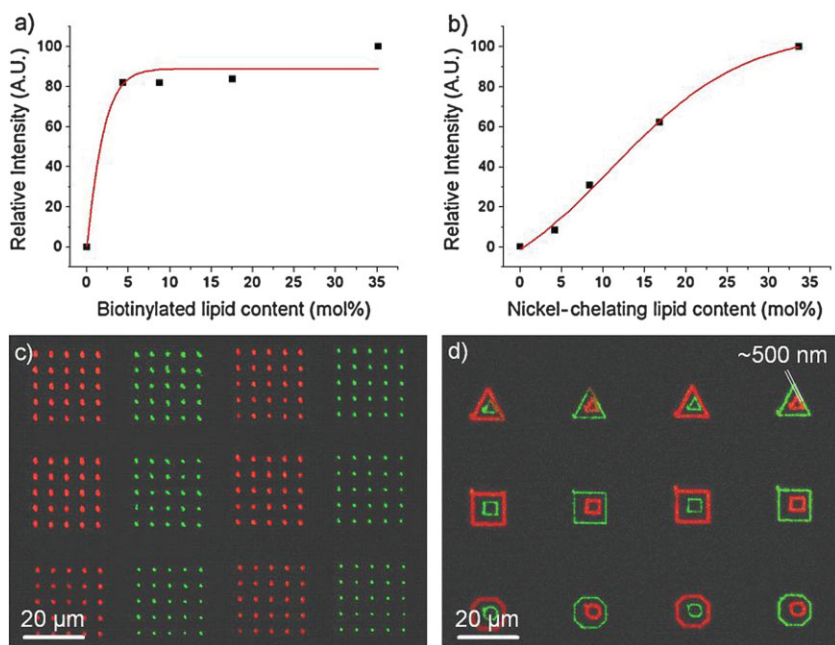 a)
Relative Intensity (A.U.)
100
80
60
40
20
0
0 5 10 15 20 25 30 35
Biotinylated lipid content (mol%)
b)
Relative Intensity (A.U.)
100
80
60
40
20
0
0 5 10 15 20 25 30 35
Nickel-chelating lipid content (mol%)
c)
20 µm
d)
~500 nm
20 µm